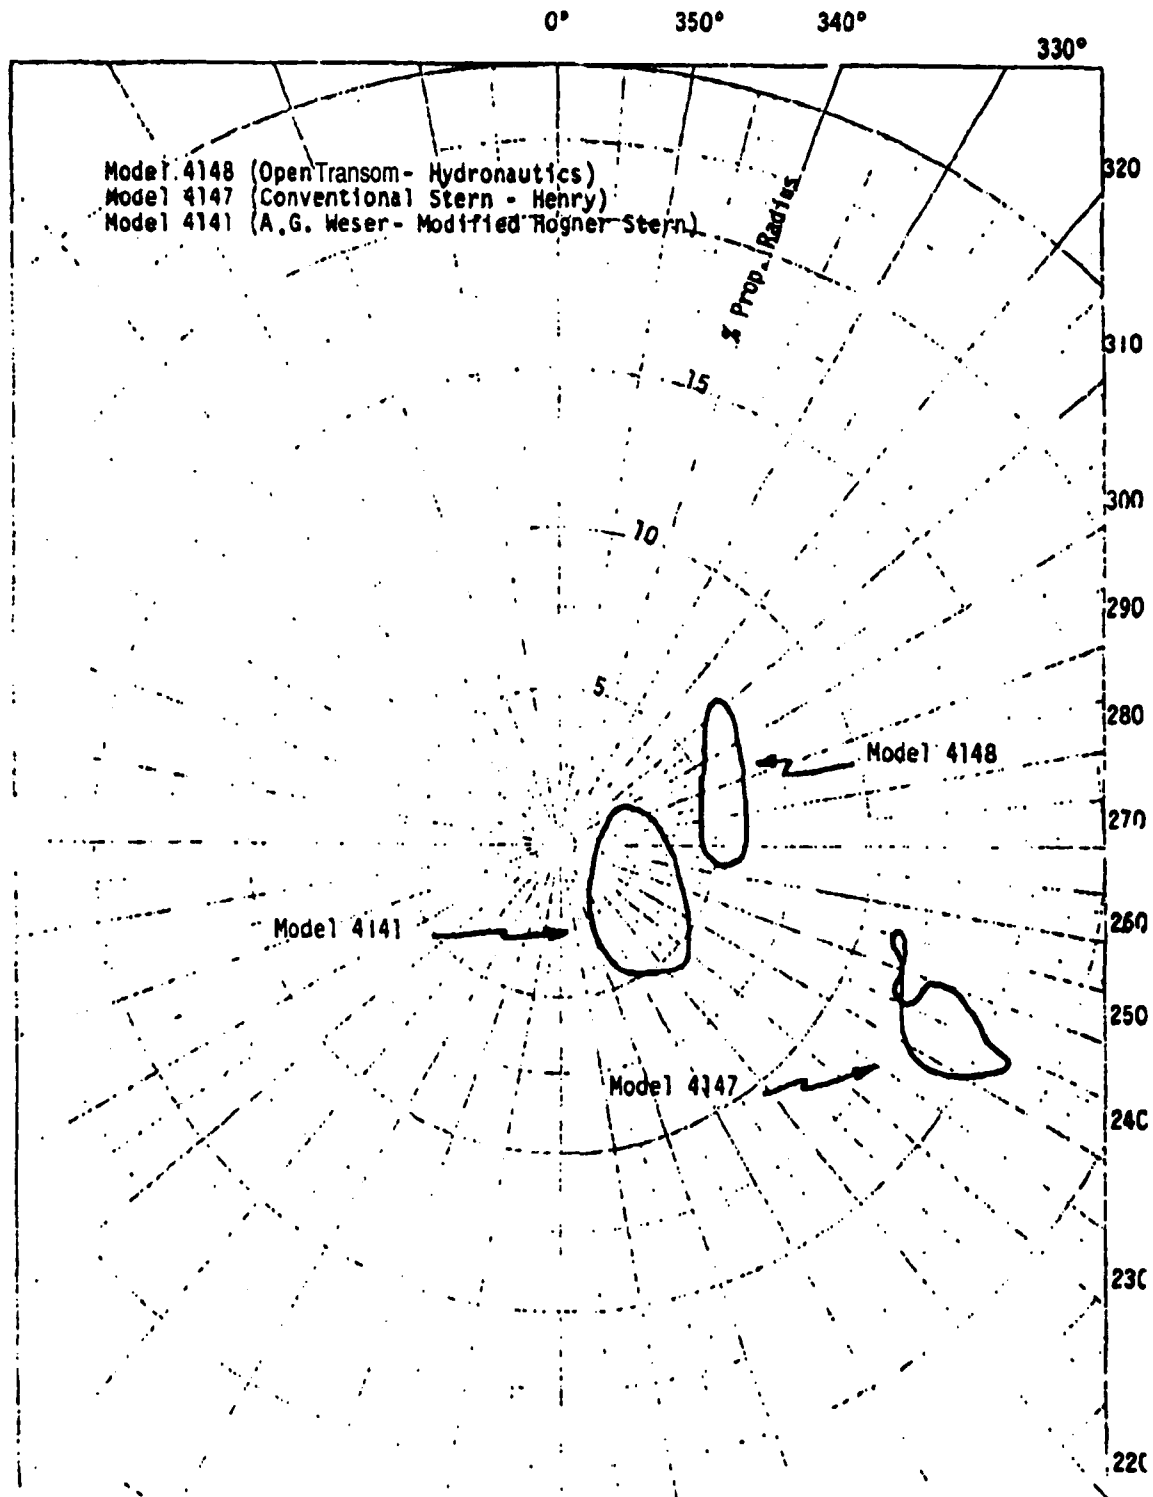 0° 350° 340°
330°
Model 4148 (Open Transom - Hydronautics)
Model 4147 (Conventional Stern - Henry)
Model 4141 (A.G. Weser - Modified Hogner Stern)
% Prop. Radius
320
310
15
300
10
290
5
280
Model 4148
270
260
Model 4141
250
Model 4147
240
230
220